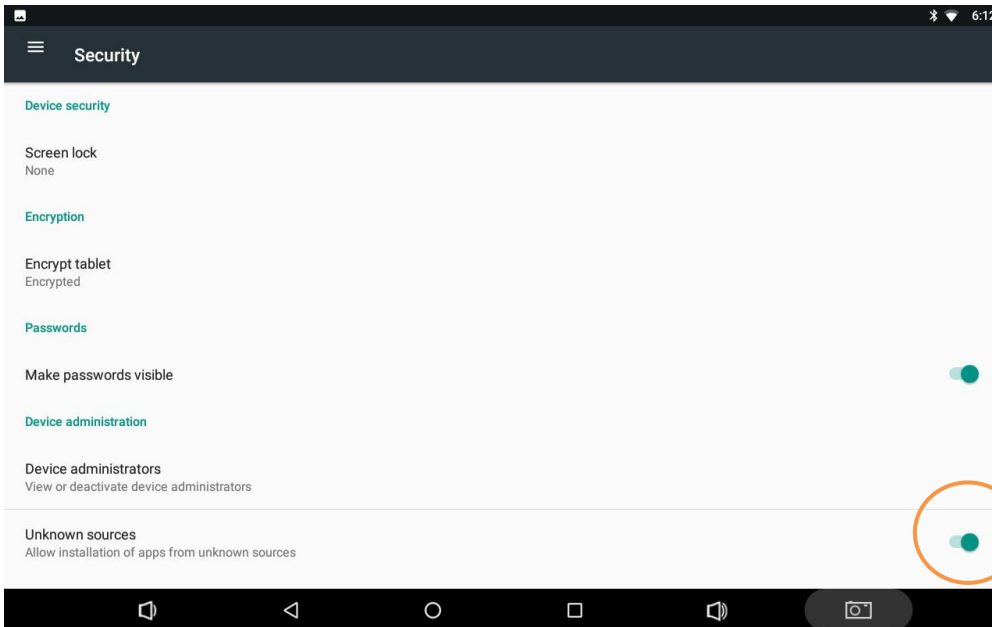 6:12
Security
Device security
Screen lock
None
Encryption
Encrypt tablet
Encrypted
Passwords
Make passwords visible
Device administration
Device administrators
View or deactivate device administrators
Unknown sources
Allow installation of apps from unknown sources